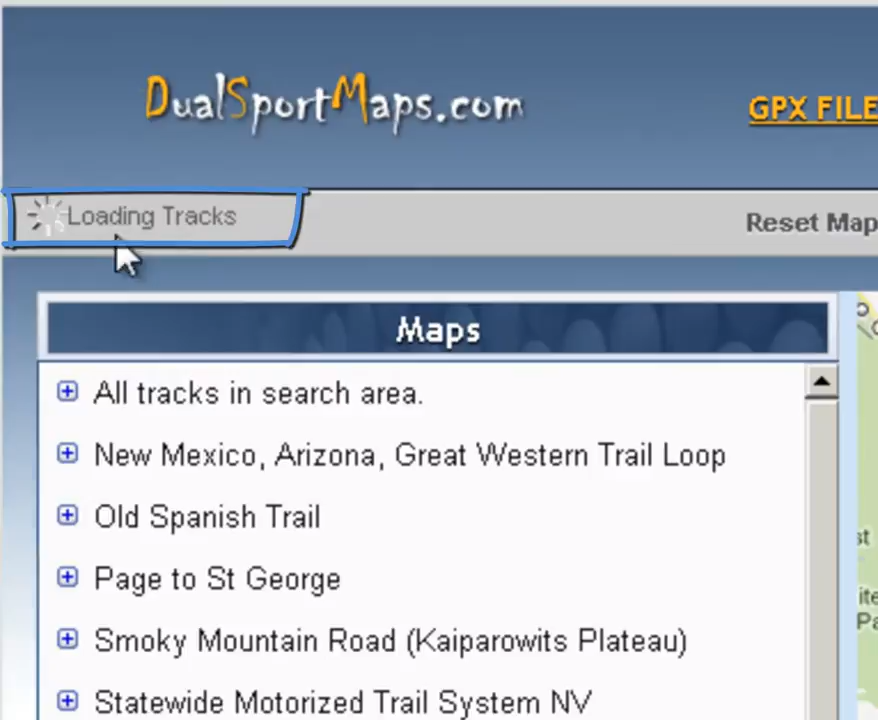 DualSportMaps.com
GPX FILE
Loading Tracks
Reset Map
Maps
All tracks in search area.
New Mexico, Arizona, Great Western Trail Loop
Old Spanish Trail
Page to St George
Smoky Mountain Road (Kaiparowits Plateau)
Statewide Motorized Trail System NV